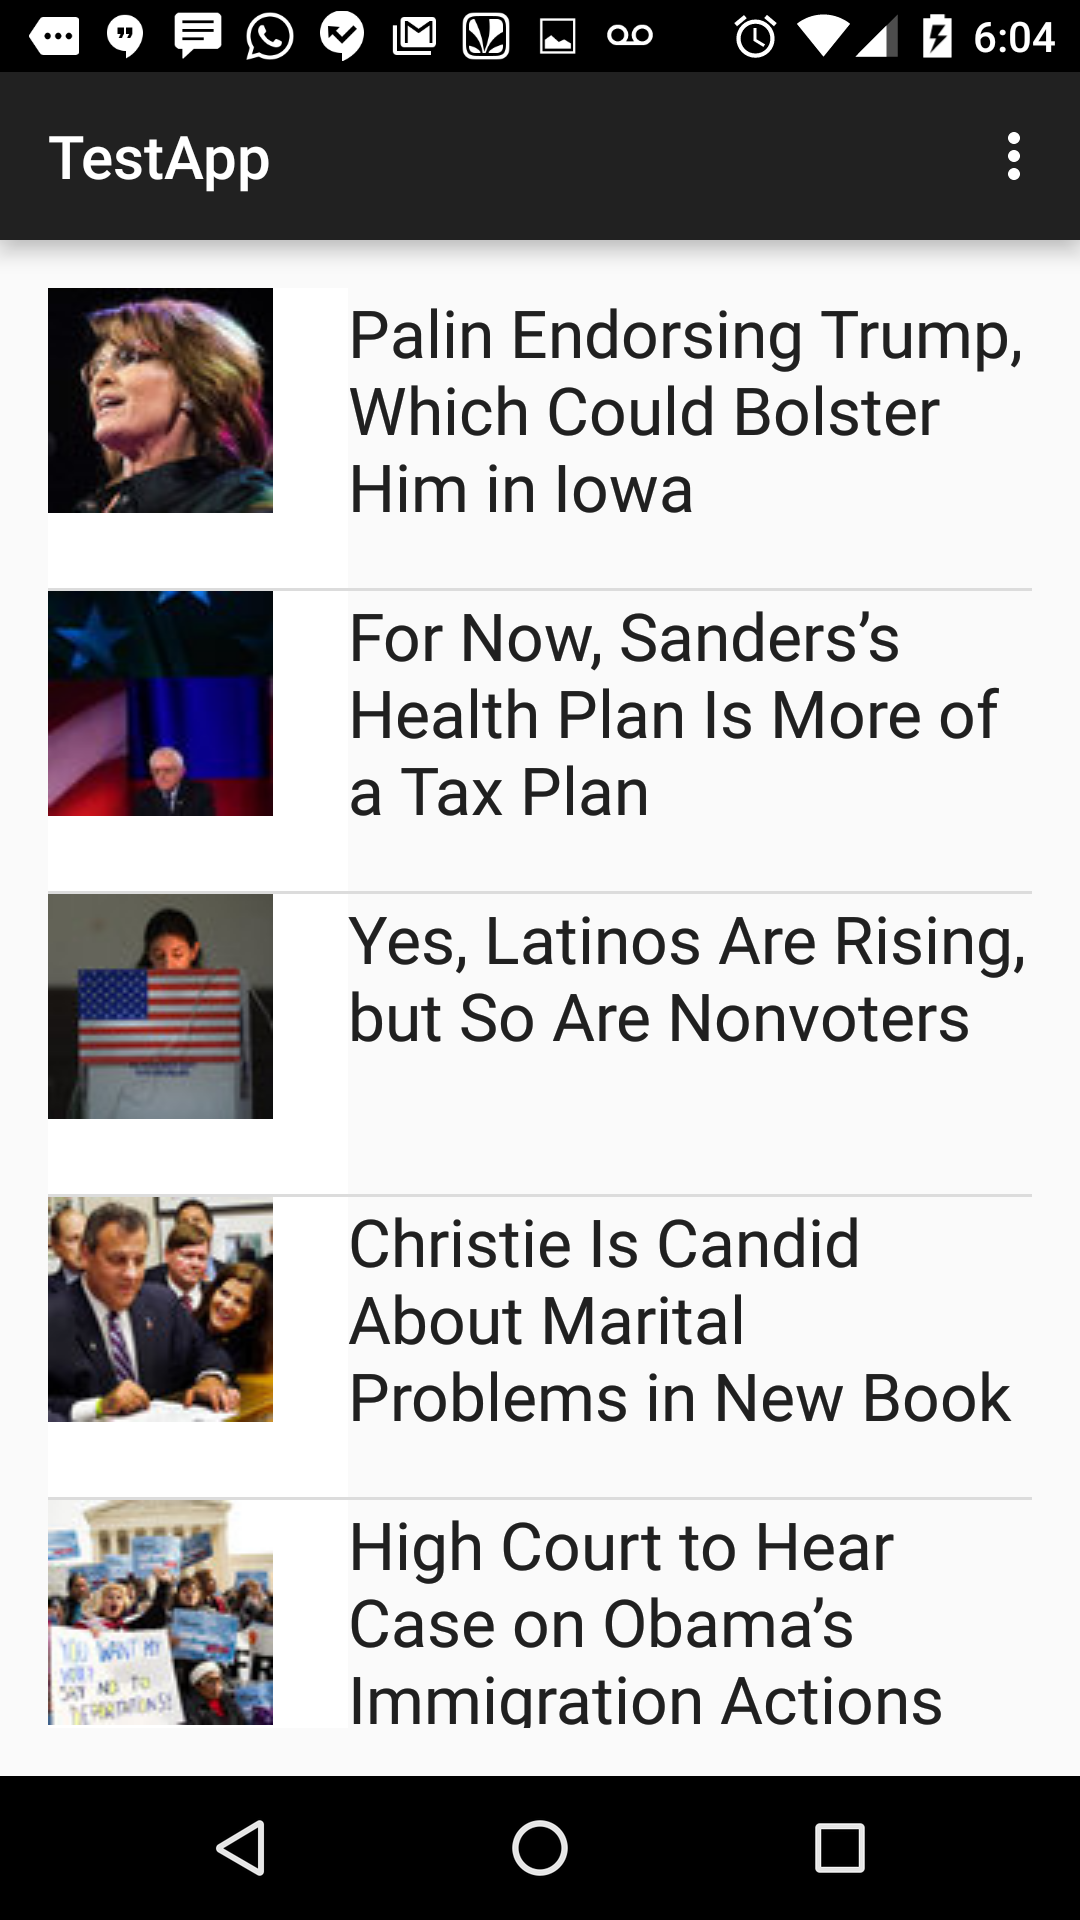 6:04
TestApp
Palin Endorsing Trump,
Which Could Bolster
Him in Iowa
For Now, Sanders’s
Health Plan Is More of
a Tax Plan
Yes, Latinos Are Rising,
but So Are Nonvoters
Christie Is Candid
About Marital
Problems in New Book
High Court to Hear
Case on Obama’s
Immigration Actions
YOU WANT MY
VOTE?
SAY NO TO
DEPORTATIONS!